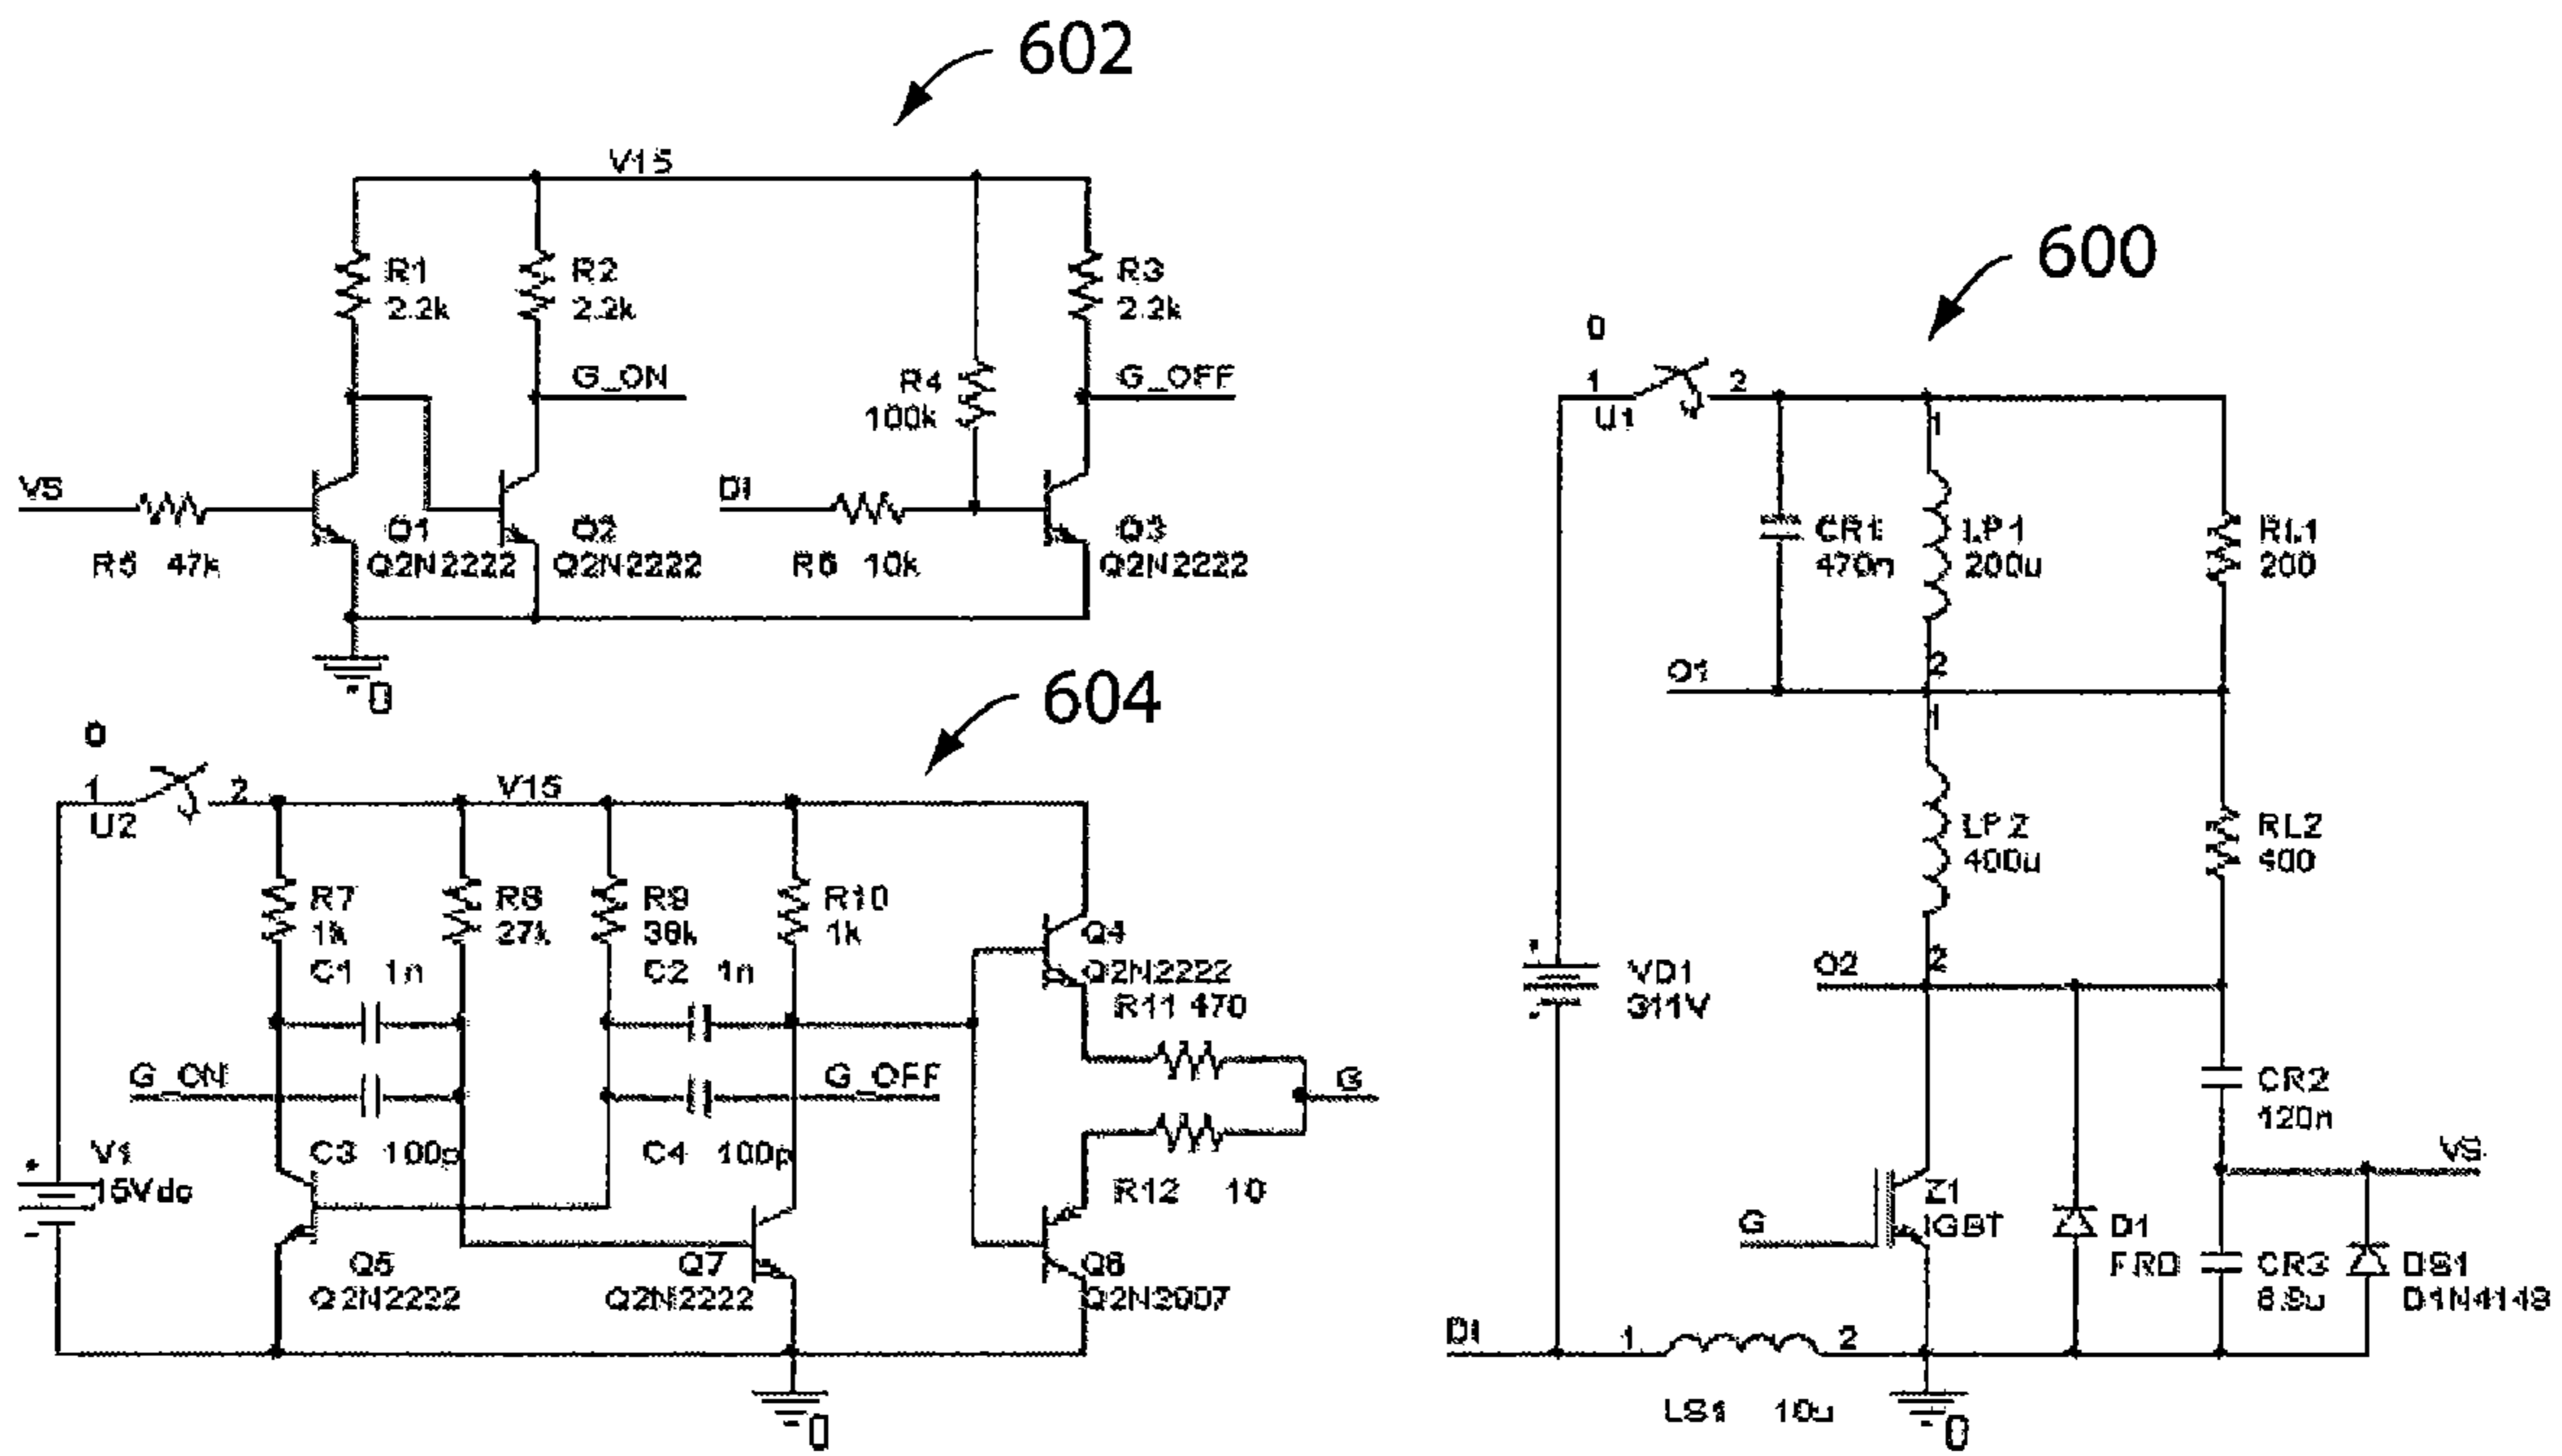 602
V15
R1
2.2k
R2
2.2k
R3
2.2k
G_ON
R4
100k
G_OFF
VS
R5 47k
Q1
Q2N2222
Q2
Q2N2222
DI
R6 10k
Q3
Q2N2222
0
604
0
1
U2
2
V15
R7
1k
R8
27k
R9
R10
1k
C1 1n
C2 1n
G_ON
G_OFF
C3 100p
C4 100p
V1
15Vdc
Q5
Q2N2222
Q7
Q2N2222
Q4
Q2N2222
R11 470
G
R12 10
Q6
0
600
0
1
U1
2
1
CR1
470n
LP1
200u
RL1
200
2
O1
1
LP2
400u
RL2
400
2
O2
VD1
311V
CR2
120n
VS
G
Z1
IGBT
D1
FRD
CR3
DS1
D1N4148
DI
1
2
LS1 10u
0